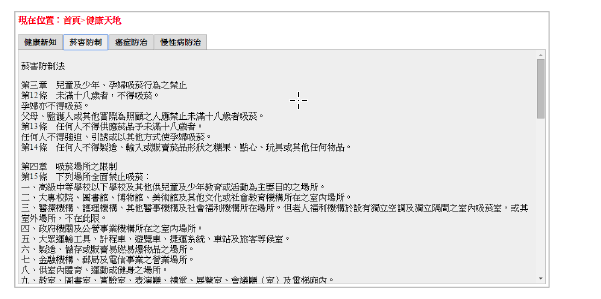 現在位置：首頁>健康天地
健康新知 菸害防制 癌症防治 慢性病防治
菸害防制法
第三章　兒童及少年、孕婦吸菸行為之禁止
第12條　未滿十八歲者，不得吸菸。
孕婦亦不得吸菸。
父母、監護人或其他實際為照顧之人應禁止未滿十八歲者吸菸。
第13條　任何人不得供應菸品予未滿十八歲者。
任何人不得強迫、引誘或以其他方式使孕婦吸菸。
第14條　任何人不得製造、輸入或販賣菸品形狀之糖果、點心、玩具或其他任何物品。
第四章　吸菸場所之限制
第15條　下列場所全面禁止吸菸：
一、高級中等學校以下學校及其他供兒童及少年教育或活動為主要目的之場所。
二、大專校院、圖書館、博物館、美術館及其他文化或社會教育機構所在之室內場所。
三、醫療機構、護理機構、其他醫事機構及社會福利機構所在場所。但老人福利機構於設有獨立空調及獨立隔間之室內吸菸室，或其
室外場所，不在此限。
四、政府機關及公營事業機構所在之室內場所。
五、大眾運輸工具、計程車、遊覽車、捷運系統、車站及旅客等候室。
六、製造、儲存或販賣易燃易爆物品之場所。
七、金融機構、郵局及電信事業之營業場所。
八、供室內體育、運動或健身之場所。
九、教室、圖書室、實驗室、表演廳、禮堂、展覽室、會議廳（室）及電梯廂內。